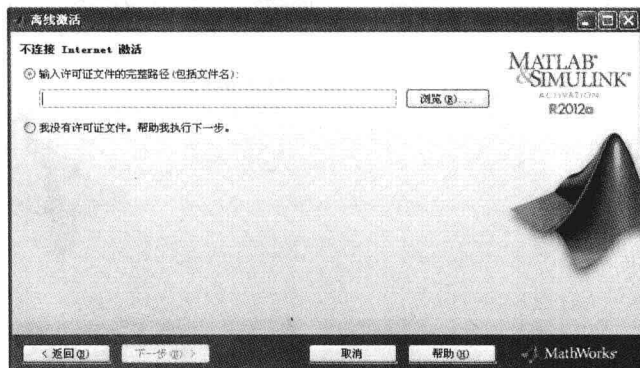 离线激活
不连接 Internet 激活
输入许可证文件的完整路径(包括文件名):
浏览(R)...
我没有许可证文件。帮助我执行下一步。
MATLAB®
&SIMULINK®
ACTIVATION
R2012a
< 返回(B)
下一步(N) >
取消
帮助(H)
MathWorks